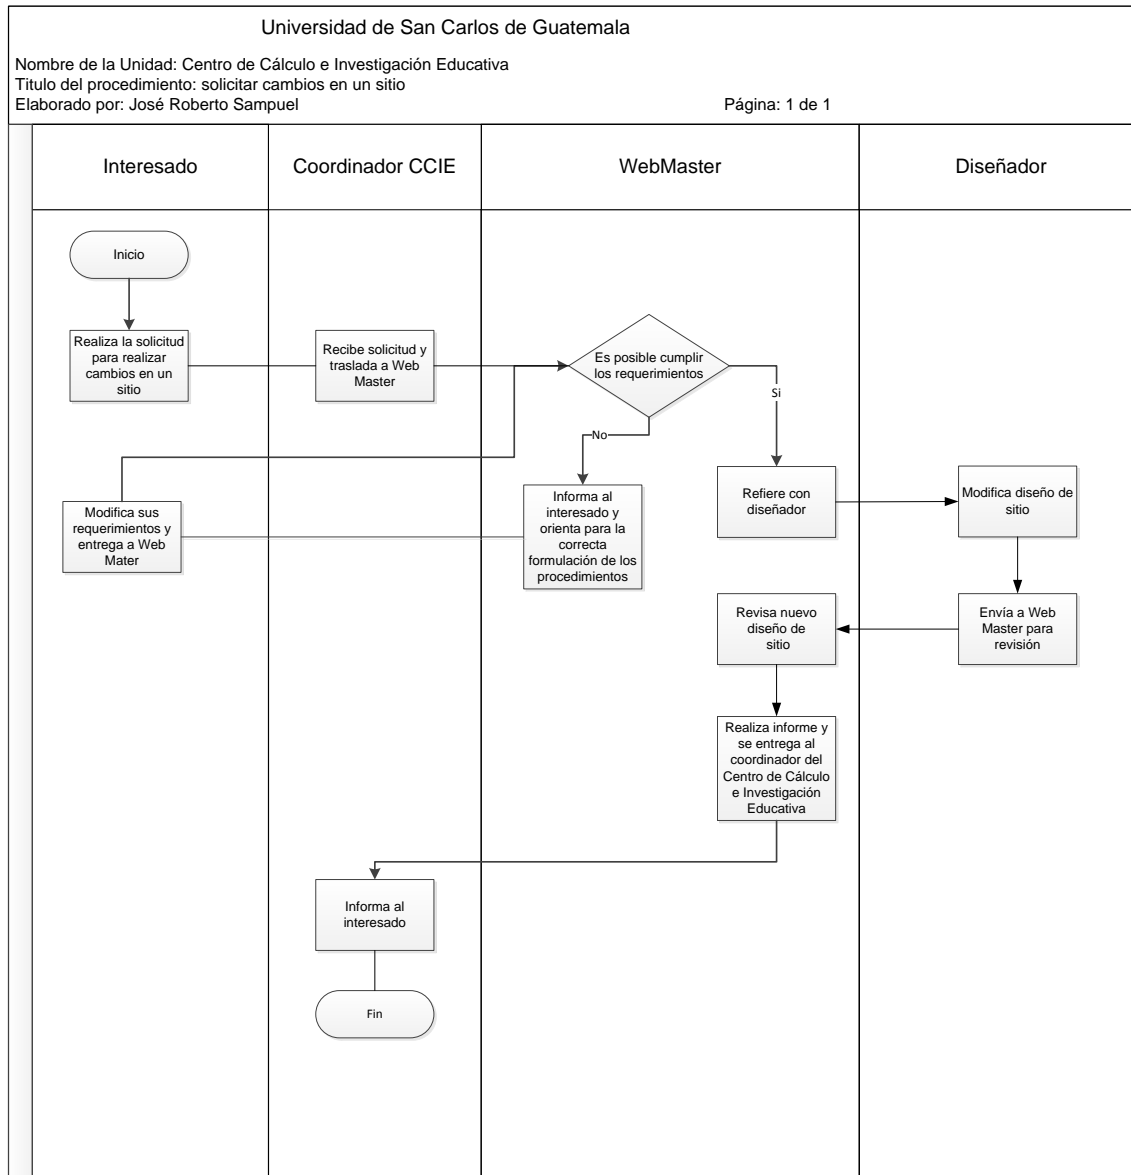 Universidad de San Carlos de Guatemala
Nombre de la Unidad: Centro de Cálculo e Investigación Educativa
Titulo del procedimiento: solicitar cambios en un sitio
Elaborado por: José Roberto Sampuel
Página: 1 de 1
Interesado
Coordinador CCIE
WebMaster
Diseñador
Inicio
Realiza la solicitud
para realizar
cambios en un
sitio
Recibe solicitud y
traslada a Web
Master
Es posible cumplir
los requerimientos
Si
No
Modifica sus
requerimientos y
entrega a Web
Mater
Informa al
interesado y
orienta para la
correcta
formulación de los
procedimientos
Refiere con
diseñador
Modifica diseño de
sitio
Revisa nuevo
diseño de
sitio
Envía a Web
Master para
revisión
Realiza informe y
se entrega al
coordinador del
Centro de Cálculo
e Investigación
Educativa
Informa al
interesado
Fin